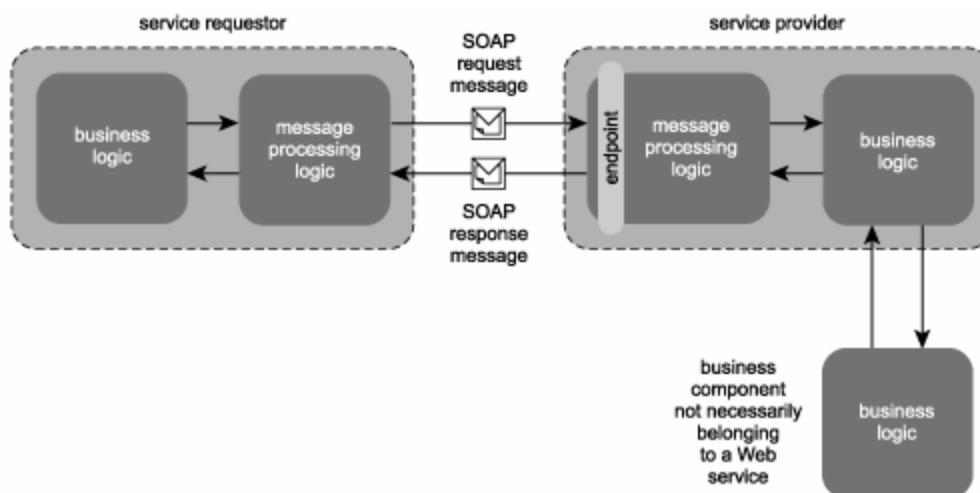 service requestor
service provider
SOAP
request
message
business
logic
message
processing
logic
endpoint
message
processing
logic
business
logic
SOAP
response
message
business
component
not necessarily
belonging
to a Web
service
business
logic